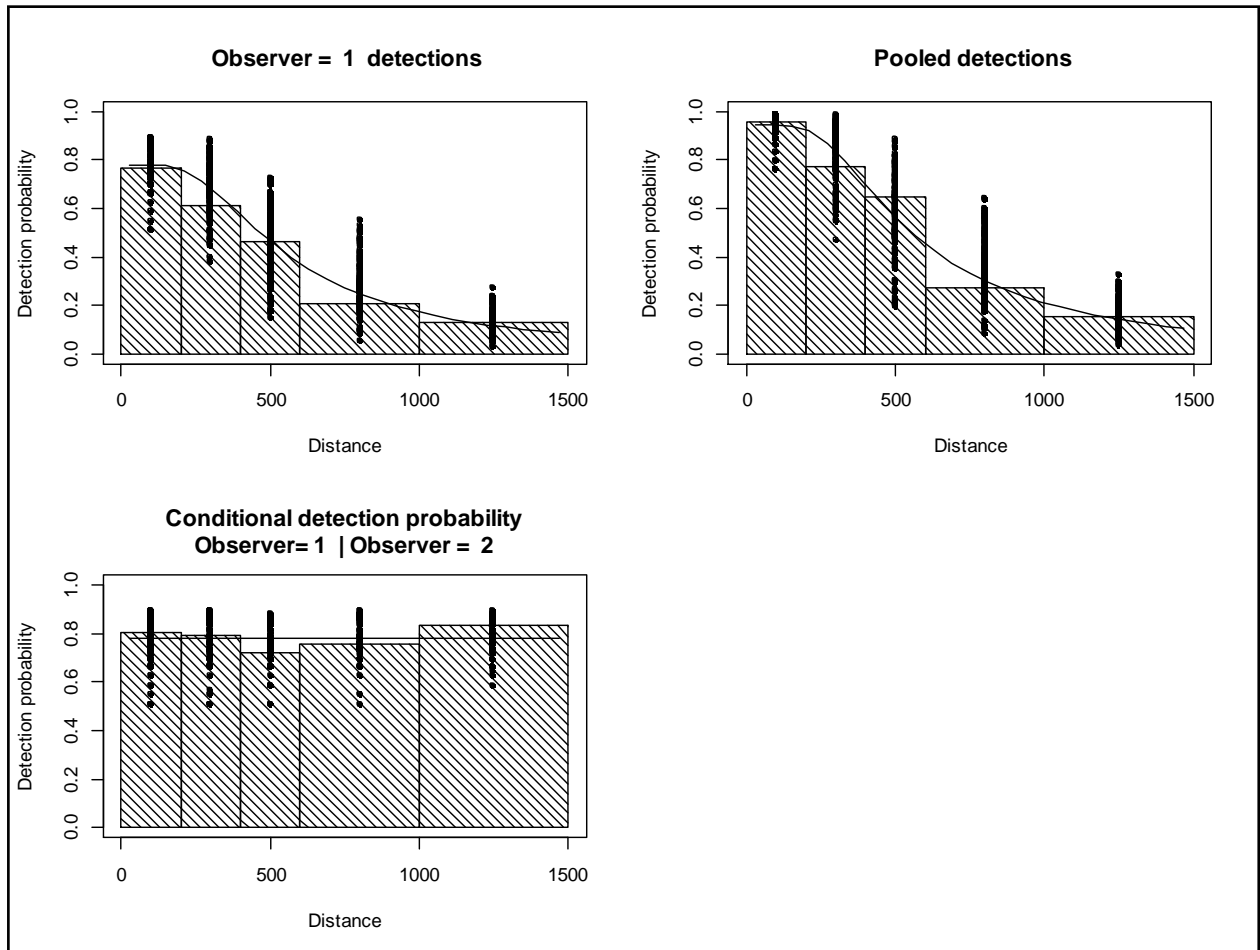 Observer = 1 detections
Detection probability
0.0 0.2 0.4 0.6 0.8 1.0
0 500 1000 1500
Distance
Pooled detections
Detection probability
0.0 0.2 0.4 0.6 0.8 1.0
0 500 1000 1500
Distance
Conditional detection probability
Observer= 1 | Observer = 2
Detection probability
0.0 0.2 0.4 0.6 0.8 1.0
0 500 1000 1500
Distance